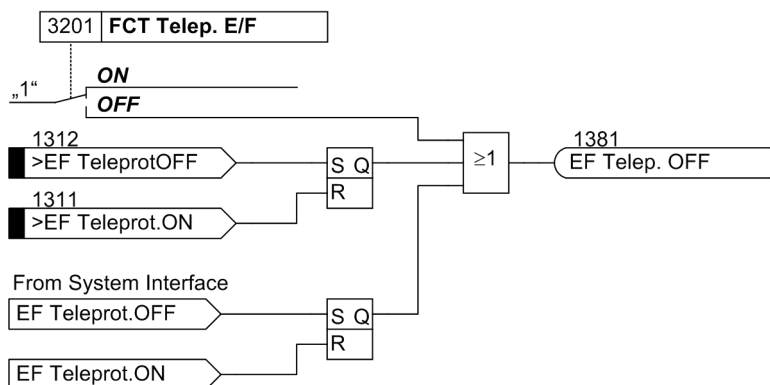 3201 FCT Telep. E/F
ON
„1“
OFF
1312
>EF TeleprotOFF
S Q
R
≥1
1381
EF Telep. OFF
1311
>EF Teleprot.ON
From System Interface
EF Teleprot.OFF
S Q
R
EF Teleprot.ON